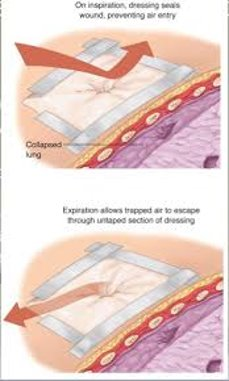 On inspiration, dressing seals
wound, preventing air entry
Collapsed
lung
Expiration allows trapped air to escape
through untaped section of dressing